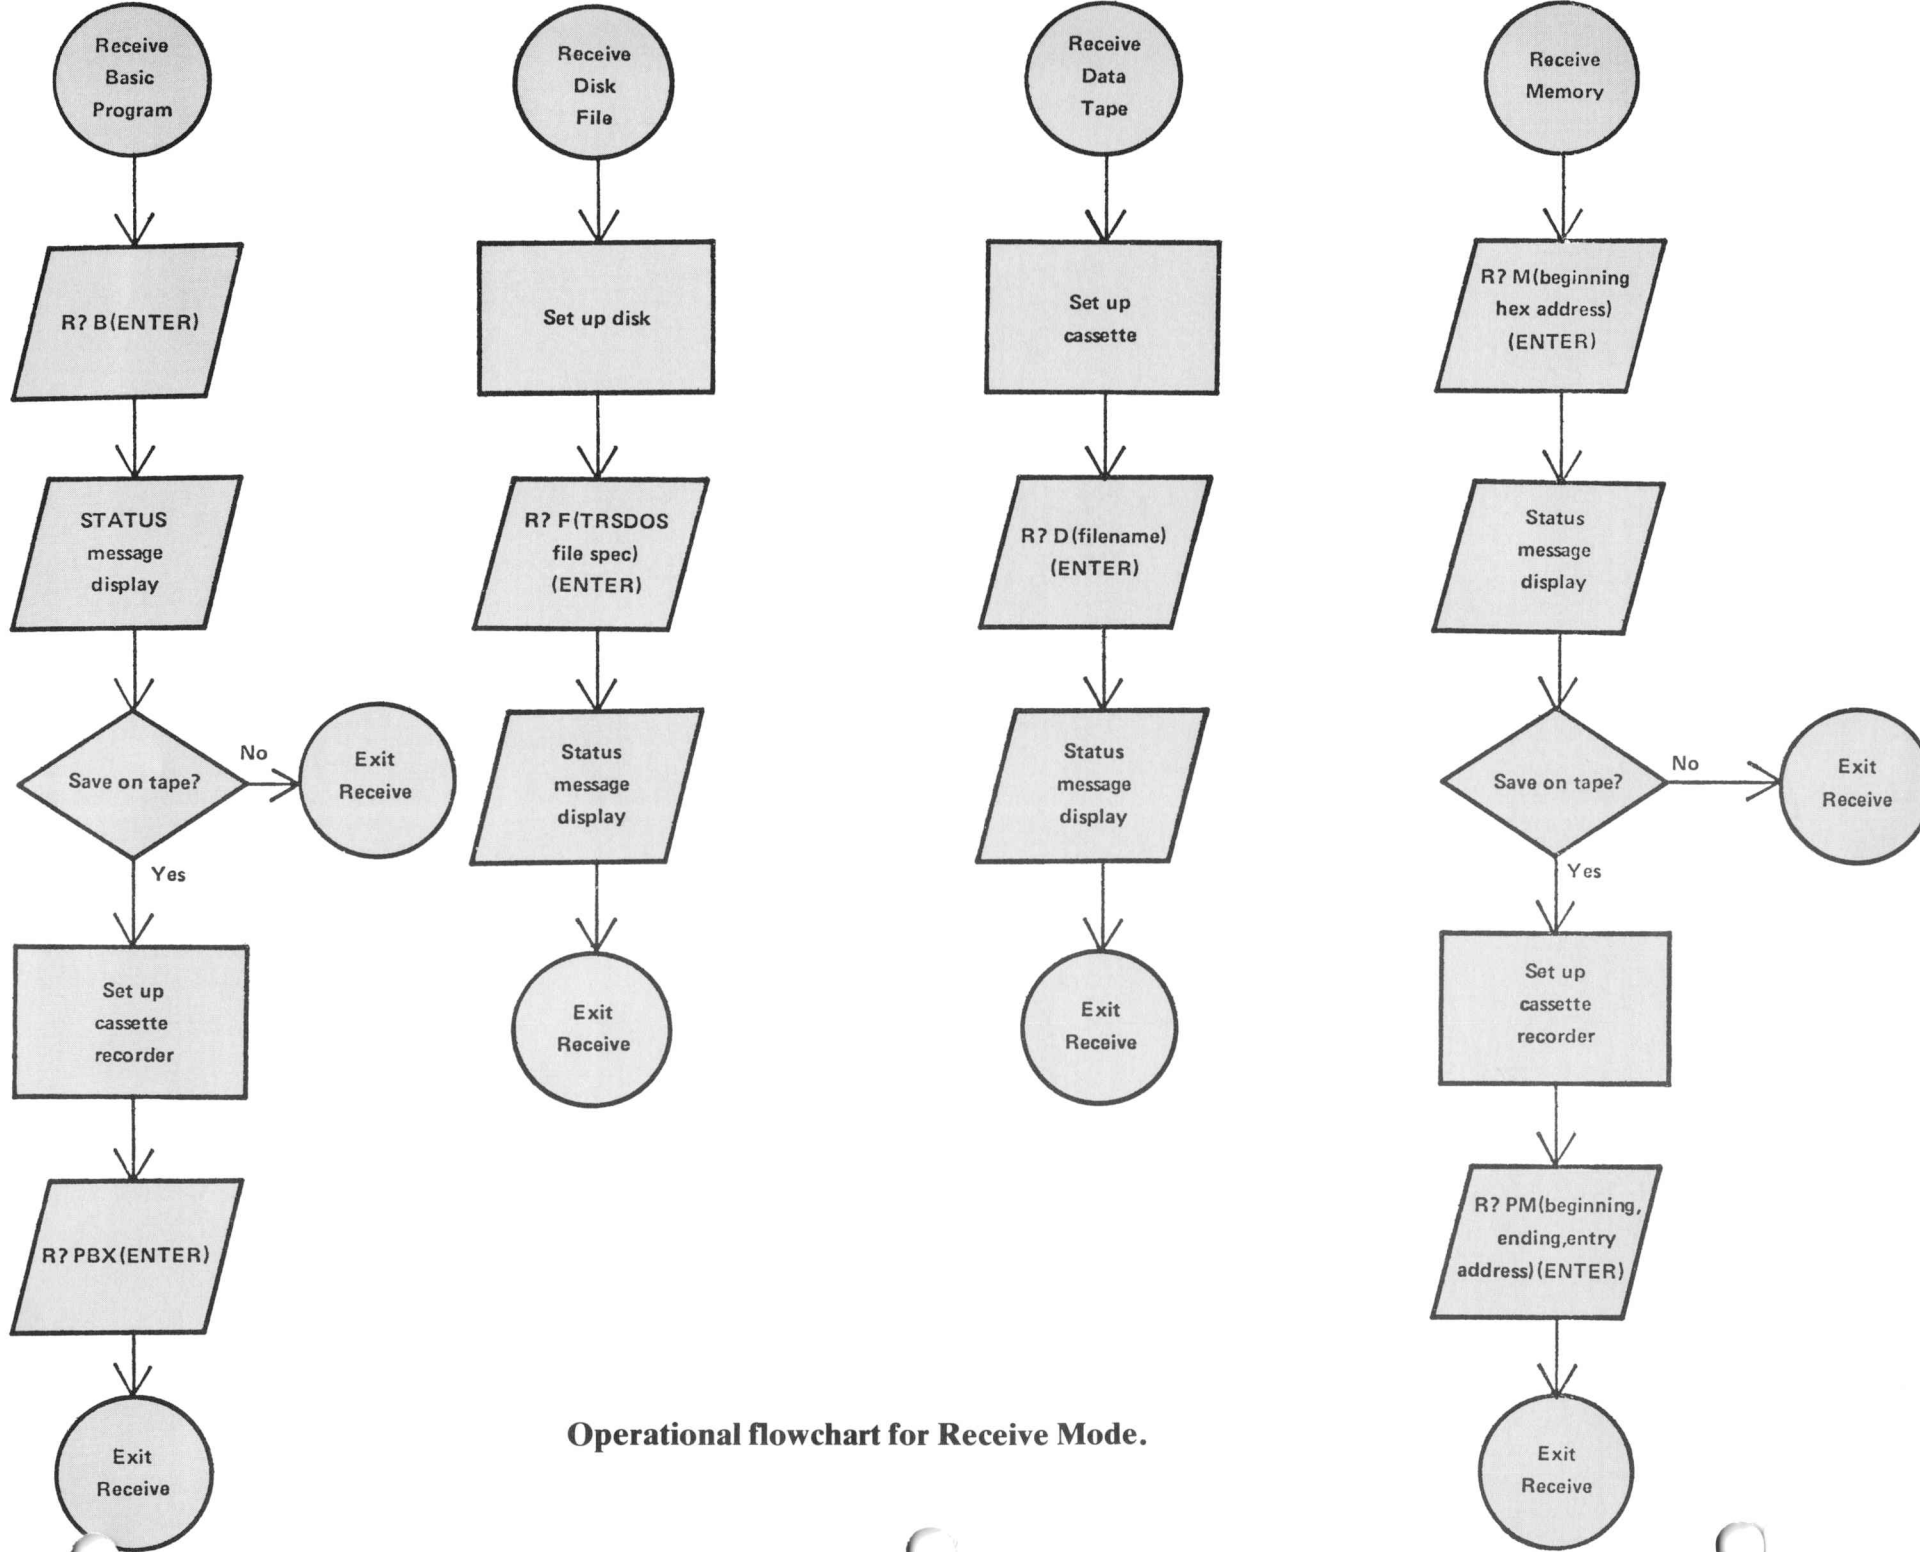 Receive
Basic
Program
R? B(ENTER)
STATUS
message
display
Save on tape?
No
Exit
Receive
Yes
Set up
cassette
recorder
R? PBX(ENTER)
Exit
Receive
Receive
Disk
File
Set up disk
R? F(TRSDOS
file spec)
(ENTER)
Status
message
display
Exit
Receive
Receive
Data
Tape
Set up
cassette
R? D(filename)
(ENTER)
Status
message
display
Exit
Receive
Receive
Memory
R? M(beginning
hex address)
(ENTER)
Status
message
display
Save on tape?
No
Exit
Receive
Yes
Set up
cassette
recorder
R? PM(beginning,
ending,entry
address)(ENTER)
Exit
Receive
Operational flowchart for Receive Mode.